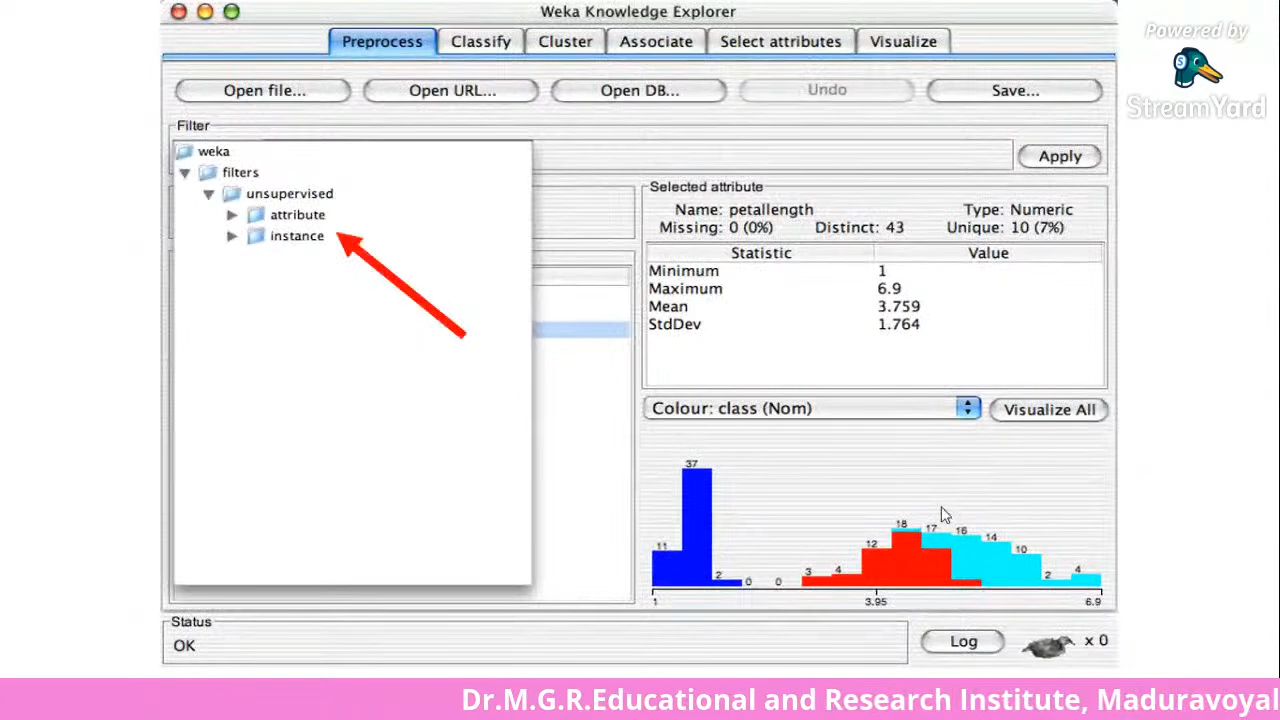 Weka Knowledge Explorer
Powered by
StreamYard
Preprocess Classify Cluster Associate Select attributes Visualize
Open file... Open URL... Open DB... Undo Save...
Filter
weka
filters
unsupervised
attribute
instance
Apply
Selected attribute
Name: petallength Type: Numeric
Missing: 0 (0%) Distinct: 43 Unique: 10 (7%)
Statistic Value
Minimum 1
Maximum 6.9
Mean 3.759
StdDev 1.764
Colour: class (Nom) Visualize All
11 37 2 0 0 3 4 12 18 17 16 14 10 2 4
1 3.95 6.9
Status
OK
Log x 0
Dr.M.G.R.Educational and Research Institute, Maduravoyal